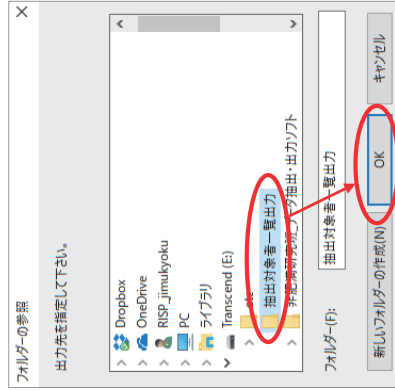 フォルダーの参照
出力先を指定して下さい。
Dropbox
OneDrive
RISP_jimukyoku
PC
ライブラリ
Transcend (E:)
抽出対象者一覧出力
データ抽出・出力ソフト
フォルダー(F):
抽出対象者一覧出力
新しいフォルダーの作成(N)
OK
キャンセル